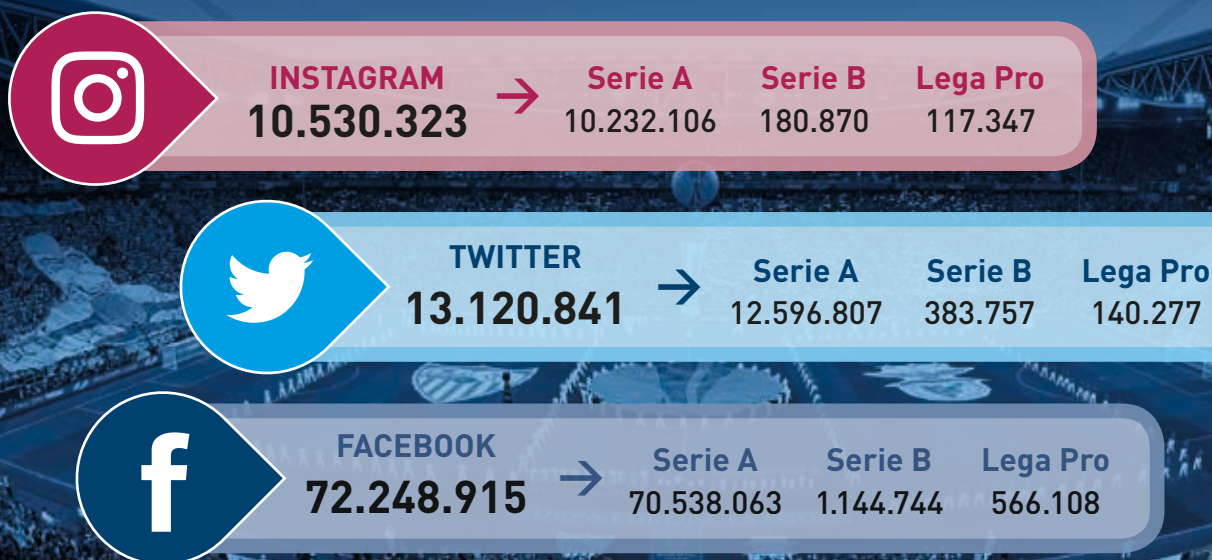 INSTAGRAM
10.530.323
Serie A Serie B Lega Pro
10.232.106 180.870 117.347
TWITTER
13.120.841
Serie A Serie B Lega Pro
12.596.807 383.757 140.277
FACEBOOK
72.248.915
Serie A Serie B Lega Pro
70.538.063 1.144.744 566.108